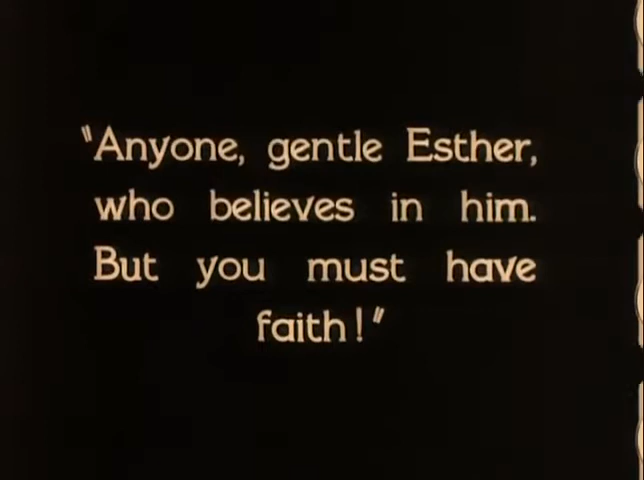 "Anyone, gentle Esther,
who believes in him.
But you must have
faith!"